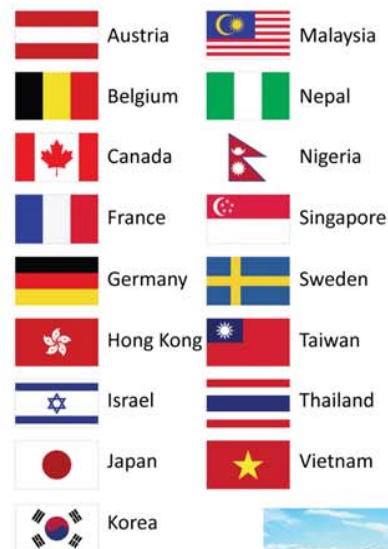 Austria
Belgium
Canada
France
Germany
Hong Kong
Israel
Japan
Korea
Malaysia
Nepal
Nigeria
Singapore
Sweden
Taiwan
Thailand
Vietnam